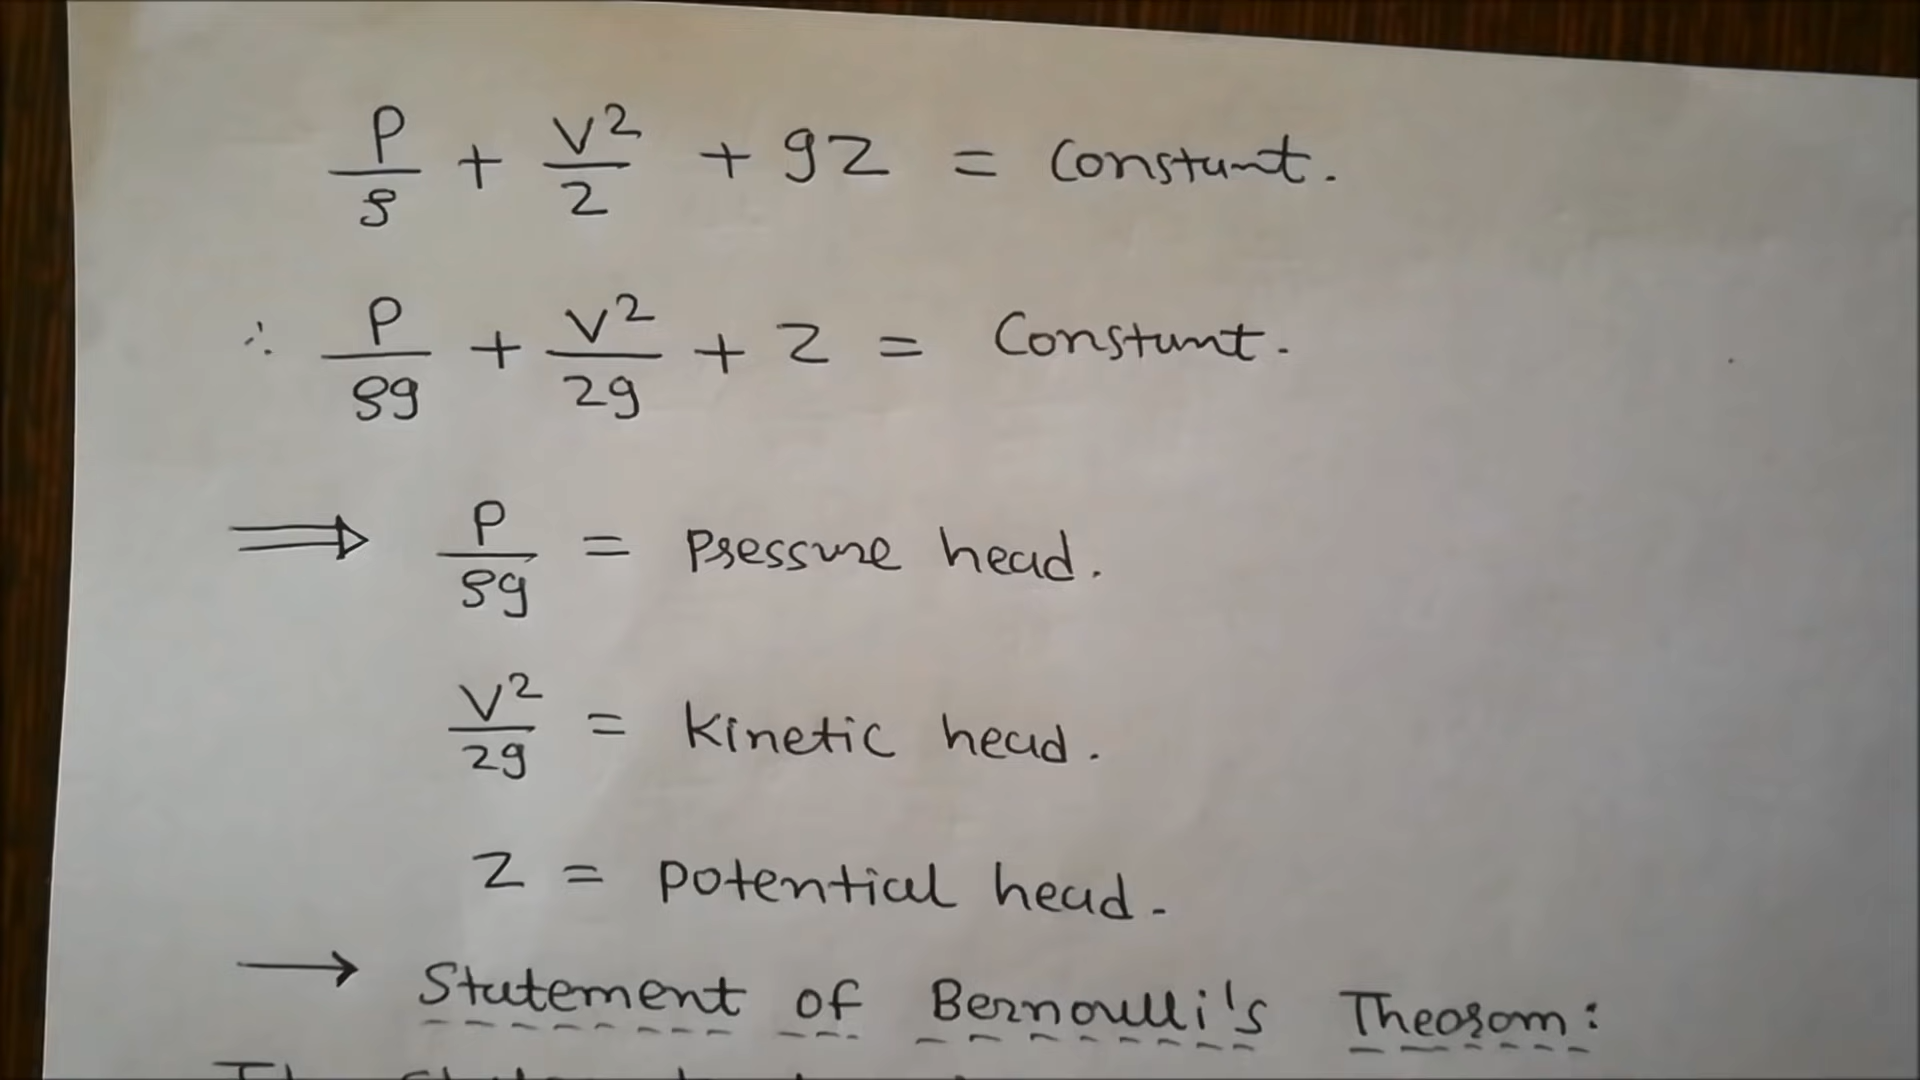 P/ρ + V²/2 + gz = Constant.
∴ P/ρg + V²/2g + z = Constant.
⇒ P/ρg = Pressure head.
V²/2g = kinetic head.
z = potential head.
→ Statement of Bernoulli's Theorom: